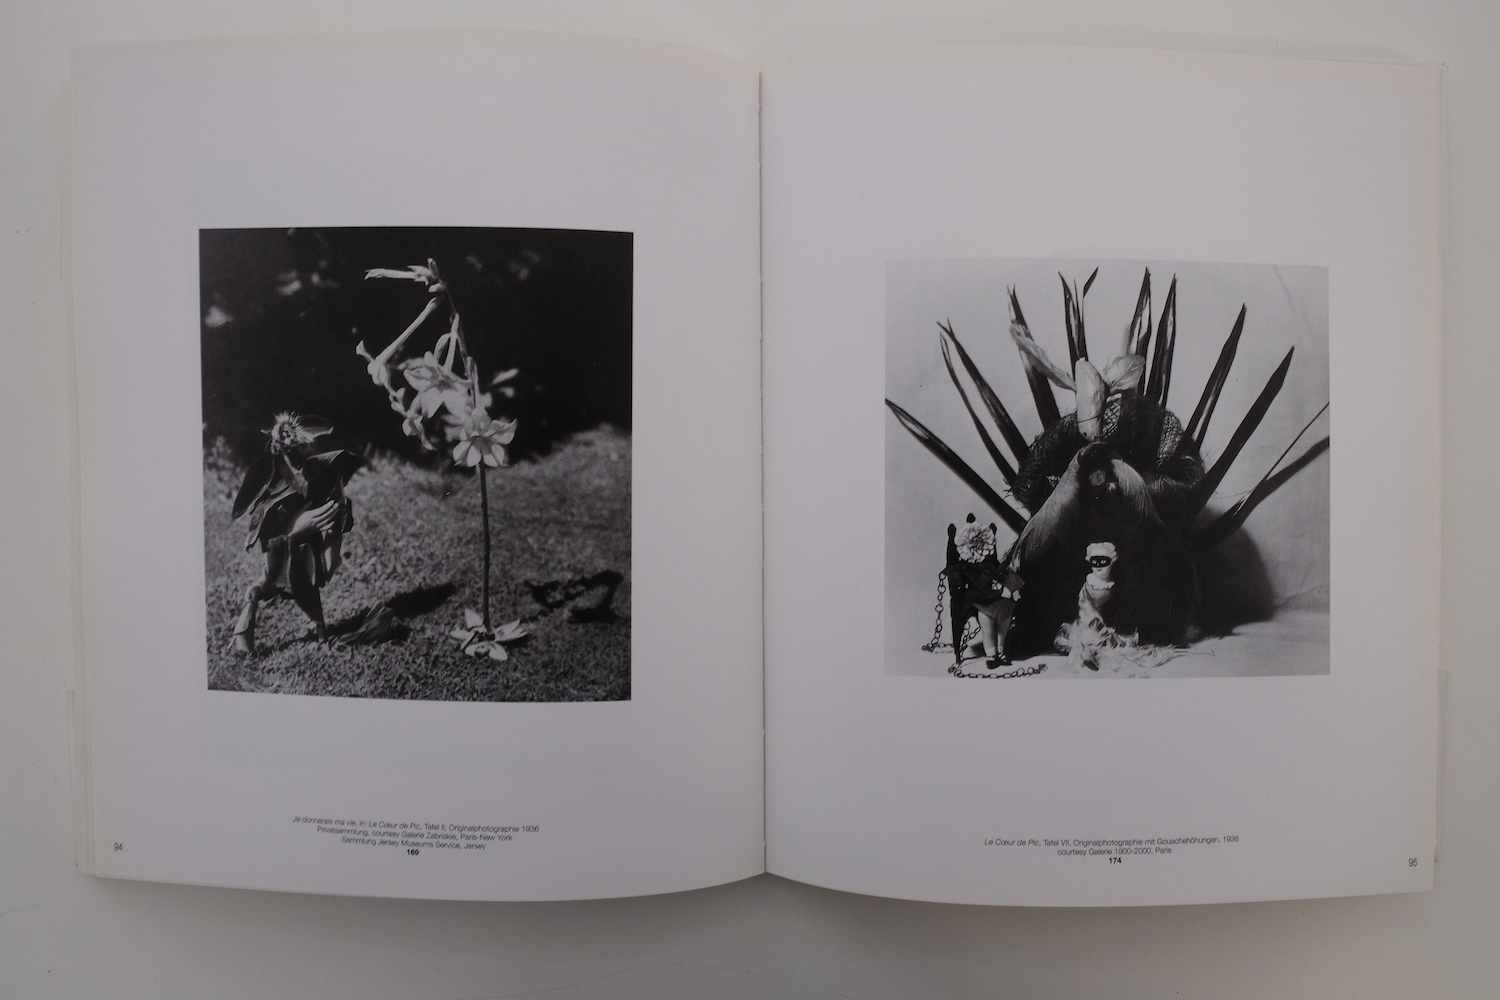 Je donnerais ma vie, in: Le Cœur de Pic, Tafel II, Originalphotographie 1936
Privatsammlung, courtesy Galerie Zabriskie, Paris-New York
Sammlung Jersey Museums Service, Jersey
169
94
Le Cœur de Pic, Tafel VII, Originalphotographie mit Gouachehöhungen, 1936
courtesy Galerie 1900-2000, Paris
174
95